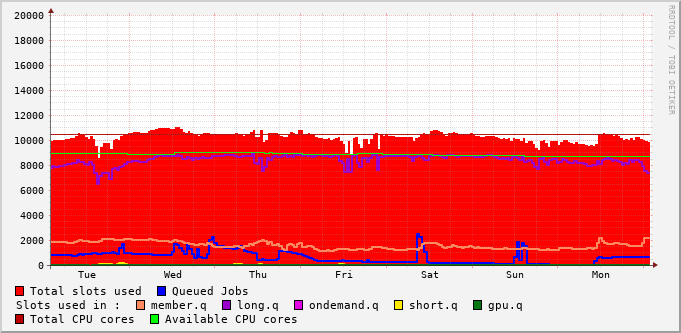 RRDTOOL / TOBI OETIKER
20000
18000
16000
14000
12000
10000
8000
6000
4000
2000
0
Tue Wed Thu Fri Sat Sun Mon
Total slots used Queued Jobs
Slots used in : member.q long.q ondemand.q short.q gpu.q
Total CPU cores Available CPU cores